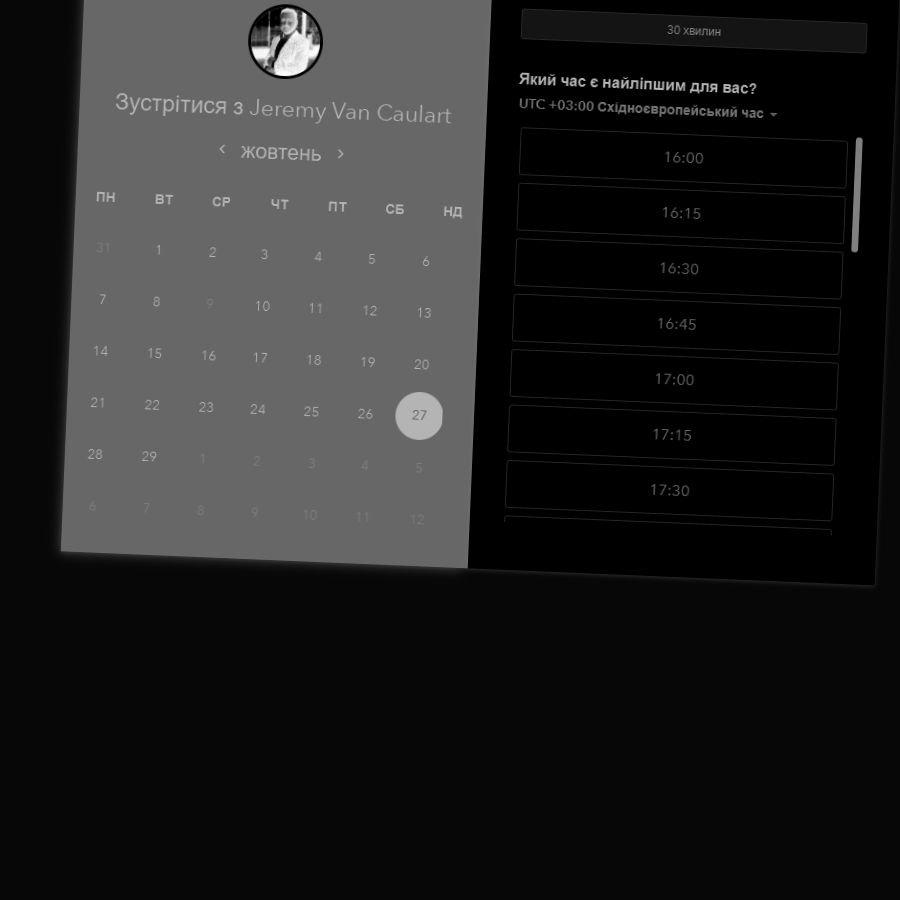 Зустрітися з Jeremy Van Caulart
жовтень
ПН ВТ СР ЧТ ПТ СБ НД
31 1 2 3 4 5 6
7 8 9 10 11 12 13
14 15 16 17 18 19 20
21 22 23 24 25 26 27
28 29 1 2 3 4 5
6 7 8 9 10 11 12
30 хвилин
Який час є найліпшим для вас?
UTC +03:00 Східноєвропейський час
16:00
16:15
16:30
16:45
17:00
17:15
17:30